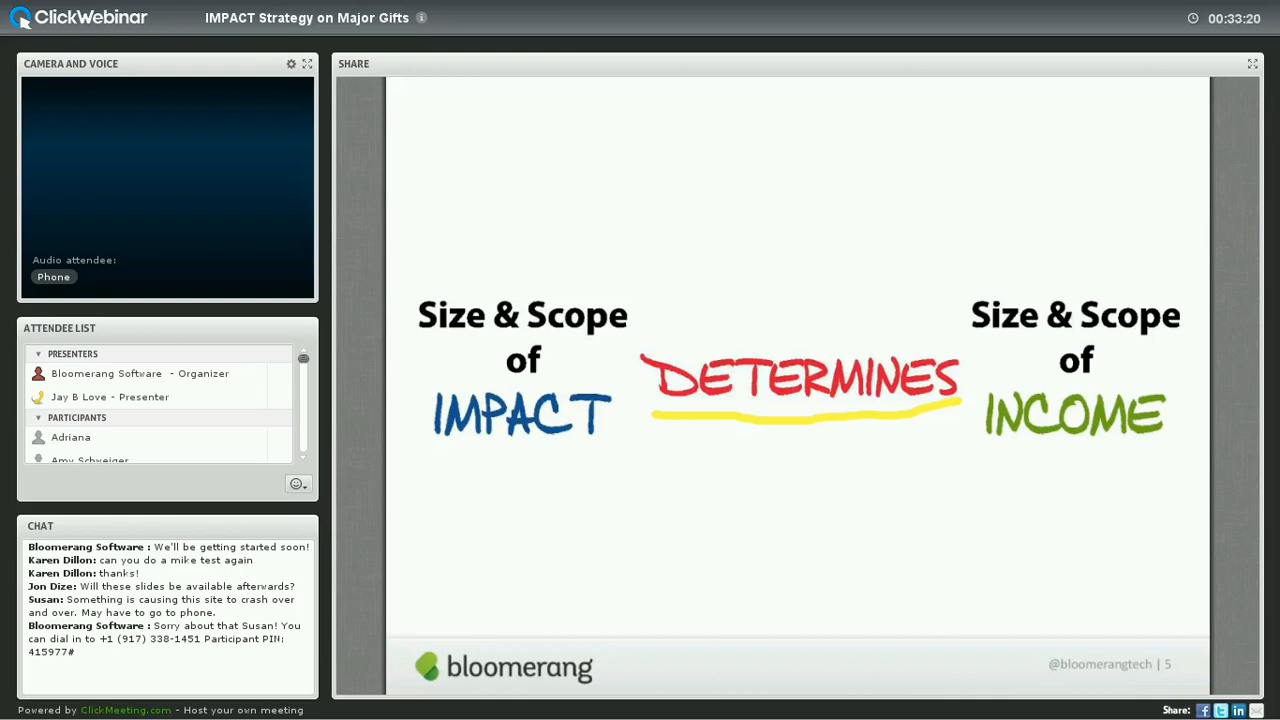 ClickWebinar
IMPACT Strategy on Major Gifts
00:33:20
CAMERA AND VOICE
Audio attendee:
Phone
ATTENDEE LIST
PRESENTERS
Bloomerang Software - Organizer
Jay B Love - Presenter
PARTICIPANTS
Adriana
Amy Schweiger
CHAT
Bloomerang Software : We'll be getting started soon!
Karen Dillon: can you do a mike test again
Karen Dillon: thanks!
Jon Dize: Will these slides be available afterwards?
Susan: Something is causing this site to crash over
and over. May have to go to phone.
Bloomerang Software : Sorry about that Susan! You
can dial in to +1 (917) 338-1451 Participant PIN:
415977#
SHARE
Size & Scope
of
IMPACT
DETERMINES
Size & Scope
of
INCOME
bloomerang
@bloomerangtech | 5
Powered by ClickMeeting.com - Host your own meeting
Share: